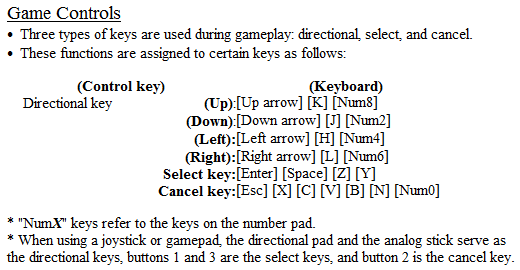 Game Controls
• Three types of keys are used during gameplay: directional, select, and cancel.
• These functions are assigned to certain keys as follows:
(Control key) (Keyboard)
Directional key (Up):[Up arrow] [K] [Num8]
(Down):[Down arrow] [J] [Num2]
(Left):[Left arrow] [H] [Num4]
(Right):[Right arrow] [L] [Num6]
Select key:[Enter] [Space] [Z] [Y]
Cancel key:[Esc] [X] [C] [V] [B] [N] [Num0]
* "NumX" keys refer to the keys on the number pad.
* When using a joystick or gamepad, the directional pad and the analog stick serve as
the directional keys, buttons 1 and 3 are the select keys, and button 2 is the cancel key.